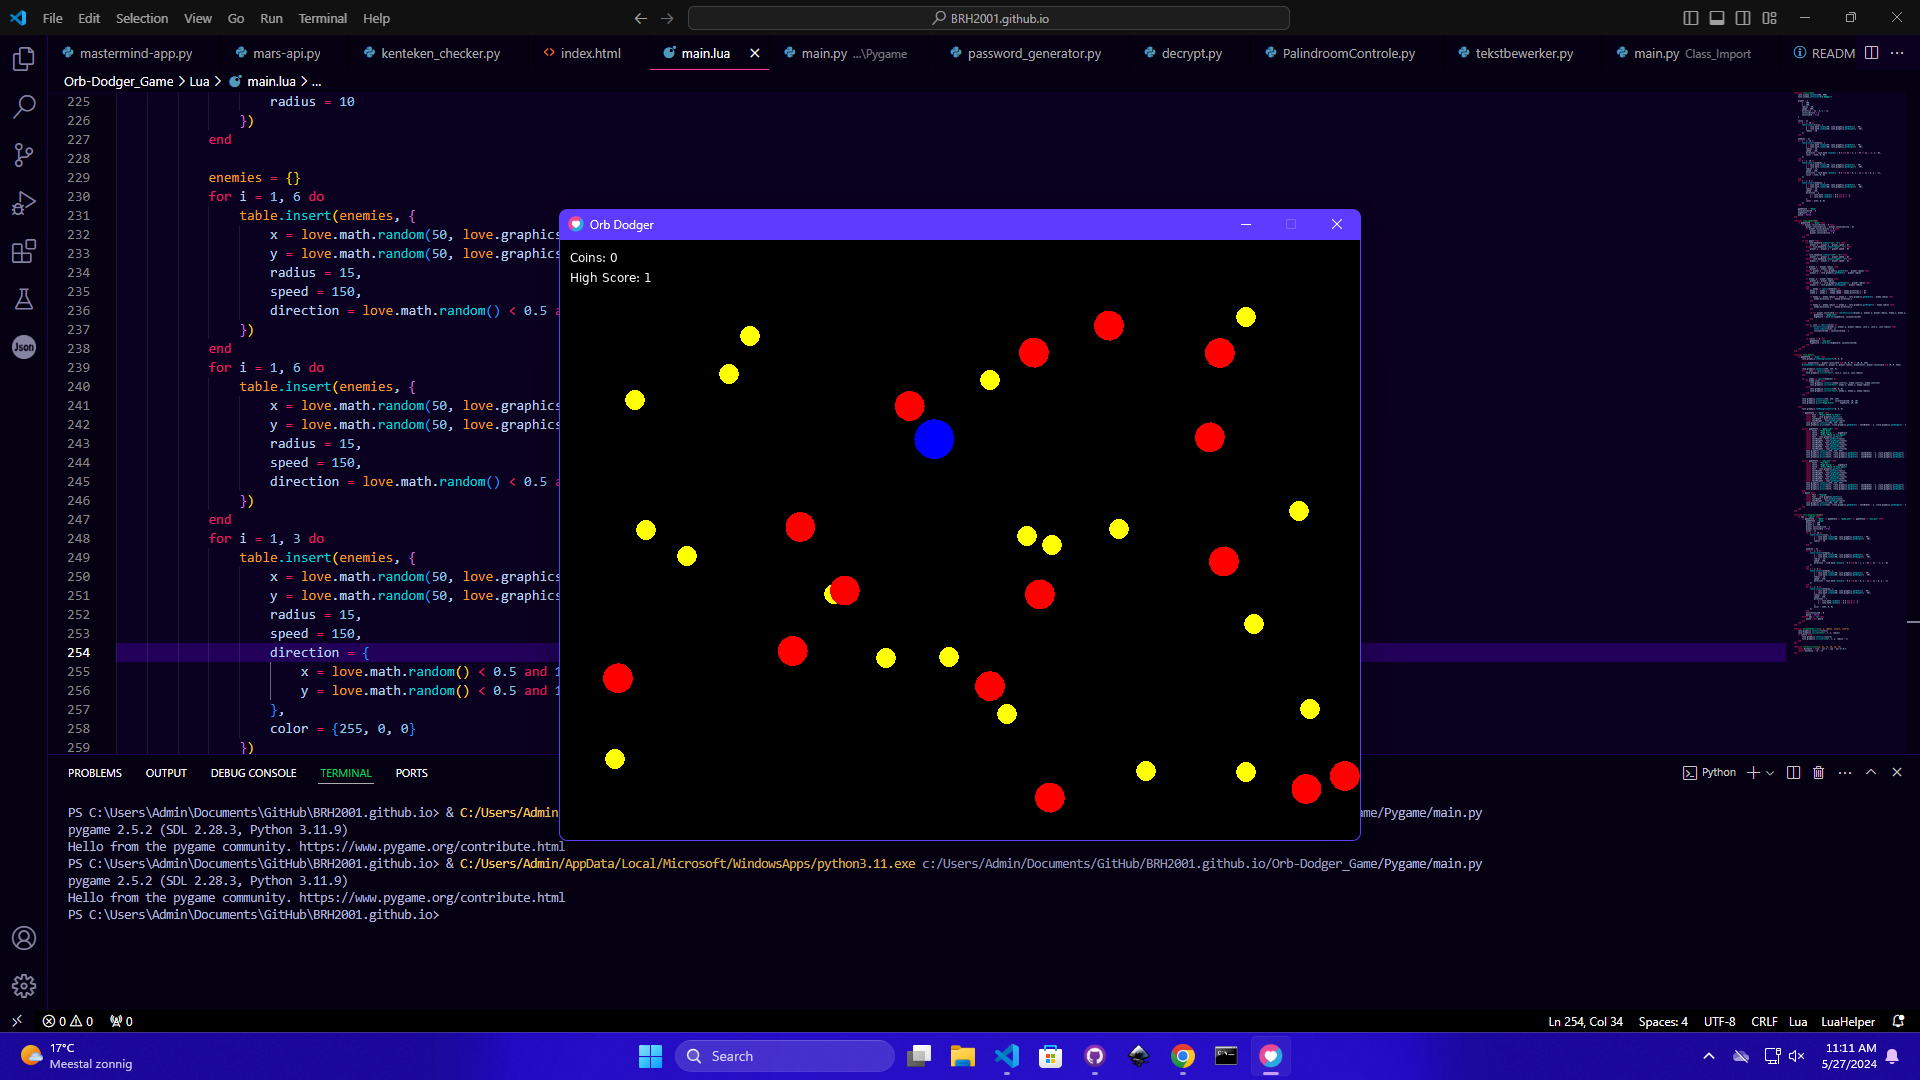 File Edit Selection View Go Run Terminal Help
BRH2001.github.io
mastermind-app.py mars-api.py kenteken_checker.py index.html main.lua main.py ...\Pygame password_generator.py decrypt.py PalindroomControle.py tekstbewerker.py main.py Class_Import READM
Orb-Dodger_Game > Lua > main.lua > ...
225 radius = 10
226 })
227 end
228
229 enemies = {}
230 for i = 1, 6 do
231 table.insert(enemies, {
232 x = love.math.random(50, love.graphics
233 y = love.math.random(50, love.graphics
234 radius = 15,
235 speed = 150,
236 direction = love.math.random() < 0.5 a
237 })
238 end
239 for i = 1, 6 do
240 table.insert(enemies, {
241 x = love.math.random(50, love.graphics
242 y = love.math.random(50, love.graphics
243 radius = 15,
244 speed = 150,
245 direction = love.math.random() < 0.5 a
246 })
247 end
248 for i = 1, 3 do
249 table.insert(enemies, {
250 x = love.math.random(50, love.graphics
251 y = love.math.random(50, love.graphics
252 radius = 15,
253 speed = 150,
254 direction = {
255 x = love.math.random() < 0.5 and 1
256 y = love.math.random() < 0.5 and 1
257 },
258 color = {255, 0, 0}
259 })
Orb Dodger
Coins: 0
High Score: 1
PROBLEMS OUTPUT DEBUG CONSOLE TERMINAL PORTS
Python
PS C:\Users\Admin\Documents\GitHub\BRH2001.github.io> & C:/Users/Admin ame/Pygame/main.py
pygame 2.5.2 (SDL 2.28.3, Python 3.11.9)
Hello from the pygame community. https://www.pygame.org/contribute.html
PS C:\Users\Admin\Documents\GitHub\BRH2001.github.io> & C:/Users/Admin/AppData/Local/Microsoft/WindowsApps/python3.11.exe c:/Users/Admin/Documents/GitHub/BRH2001.github.io/Orb-Dodger_Game/Pygame/main.py
pygame 2.5.2 (SDL 2.28.3, Python 3.11.9)
Hello from the pygame community. https://www.pygame.org/contribute.html
PS C:\Users\Admin\Documents\GitHub\BRH2001.github.io>
Json
0 0 0
Ln 254, Col 34 Spaces: 4 UTF-8 CRLF Lua LuaHelper
17°C
Meestal zonnig
Search
11:11 AM
5/27/2024